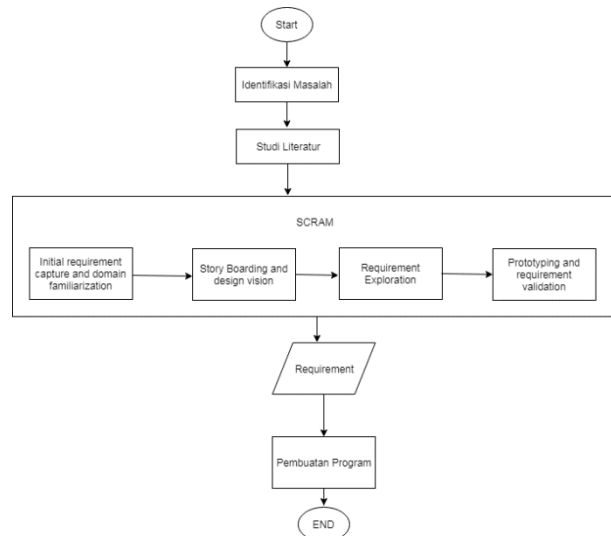 Start
Identifikasi Masalah
Studi Literatur
SCRAM
Initial requirement
capture and domain
familiarization
Story Boarding and
design vision
Requirement
Exploration
Prototyping and
requirement
validation
Requirement
Pembuatan Program
END